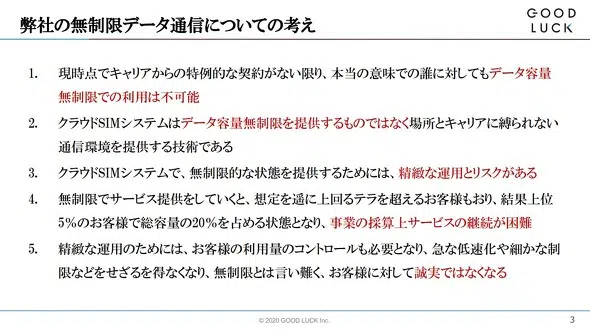 弊社の無制限データ通信についての考え
GOOD
LUCK
1. 現時点でキャリアからの特例的な契約がない限り、本当の意味での誰に対してもデータ容量
無制限での利用は不可能
2. クラウドSIMシステムはデータ容量無制限を提供するものではなく場所とキャリアに縛られない
通信環境を提供する技術である
3. クラウドSIMシステムで、無制限的な状態を提供するためには、精緻な運用とリスクがある
4. 無制限でサービス提供をしていくと、想定を遥に上回るテラを超えるお客様もおり、結果上位
5%のお客様で総容量の20%を占める状態となり、事業の採算上サービスの継続が困難
5. 精緻な運用のためには、お客様の利用量のコントロールも必要となり、急な低速化や細かな制
限などをせざるを得なくなり、無制限とは言い難く、お客様に対して誠実ではなくなる
© 2020 GOOD LUCK Inc.
3